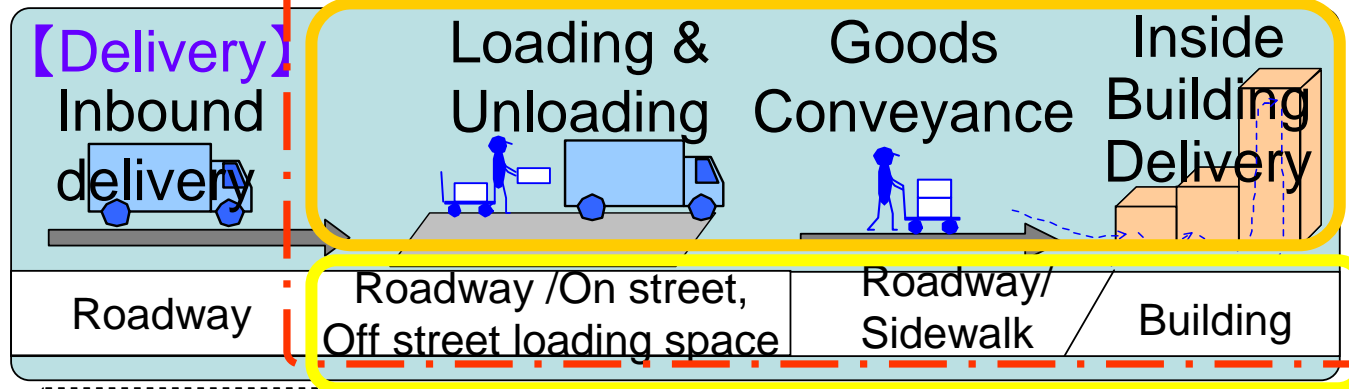 【Delivery】
Inbound
delivery
Loading &
Unloading
Goods
Conveyance
Inside
Building
Delivery
Roadway
Roadway /On street,
Off street loading space
Roadway/
Sidewalk
Building